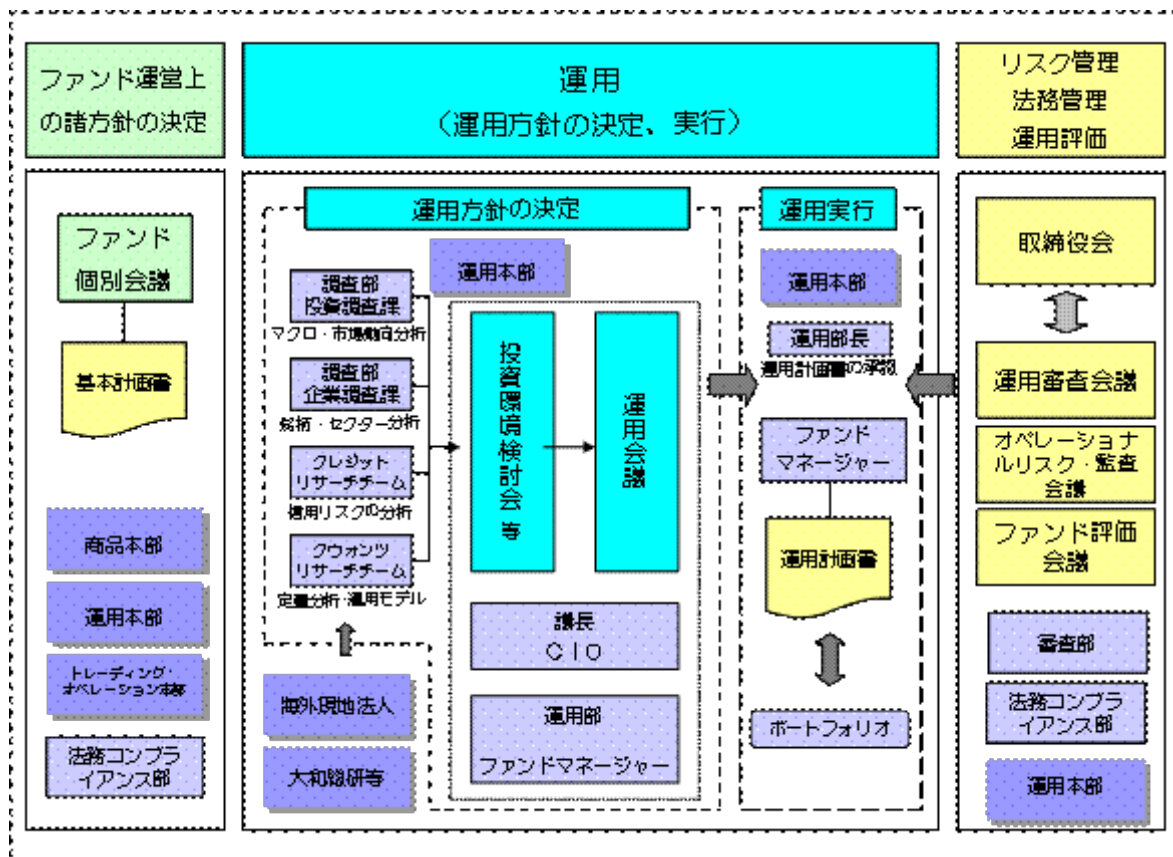 ファンド運営上
の諸方針の決定
運用
（運用方針の決定、実行）
リスク管理
法務管理
運用評価
ファンド
個別会議
基本計画書
商品本部
運用本部
トレーディング・
オペレーション本部
法務コンプラ
イアンス部
運用方針の決定
運用本部
調査部
投資調査課
マクロ・市場動向分析
調査部
企業調査課
銘柄・セクター分析
クレジット
リサーチチーム
信用リスクの分析
クウォンツ
リサーチチーム
定量分析・運用モデル
海外現地法人
大和総研等
投資環境検討会等
運用会議
議長
ＣＩＯ
運用部
ファンドマネージャー
運用実行
運用本部
運用部長
運用計画書の承認
ファンド
マネージャー
運用計画書
ポートフォリオ
取締役会
運用審査会議
オペレーショナ
ルリスク・監査
会議
ファンド評価
会議
審査部
法務コンプラ
イアンス部
運用本部